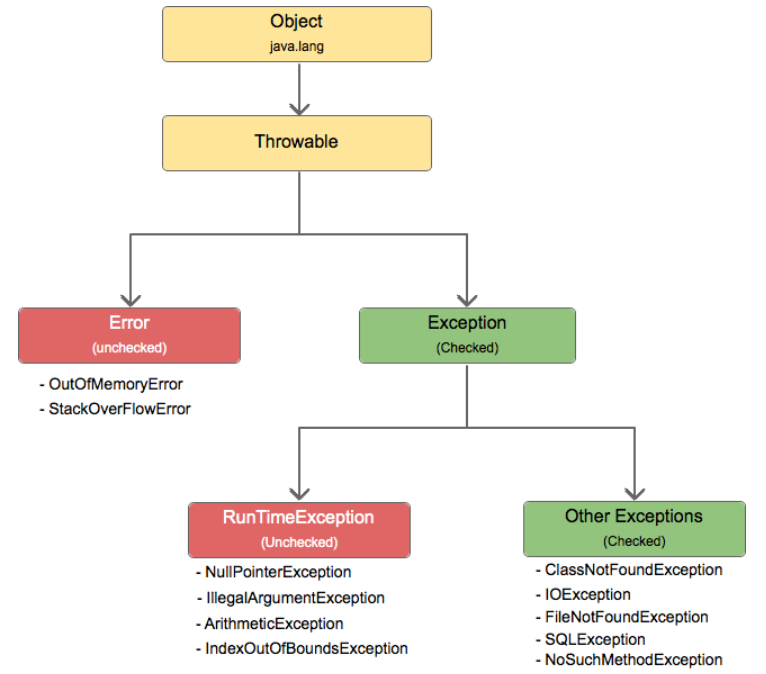 Object
java.lang
Throwable
Error
(unchecked)
- OutOfMemoryError
- StackOverFlowError
Exception
(Checked)
RunTimeException
(Unchecked)
- NullPointerException
- IllegalArgumentException
- ArithmeticException
- IndexOutOfBoundsException
Other Exceptions
(Checked)
- ClassNotFoundException
- IOException
- FileNotFoundException
- SQLException
- NoSuchMethodException